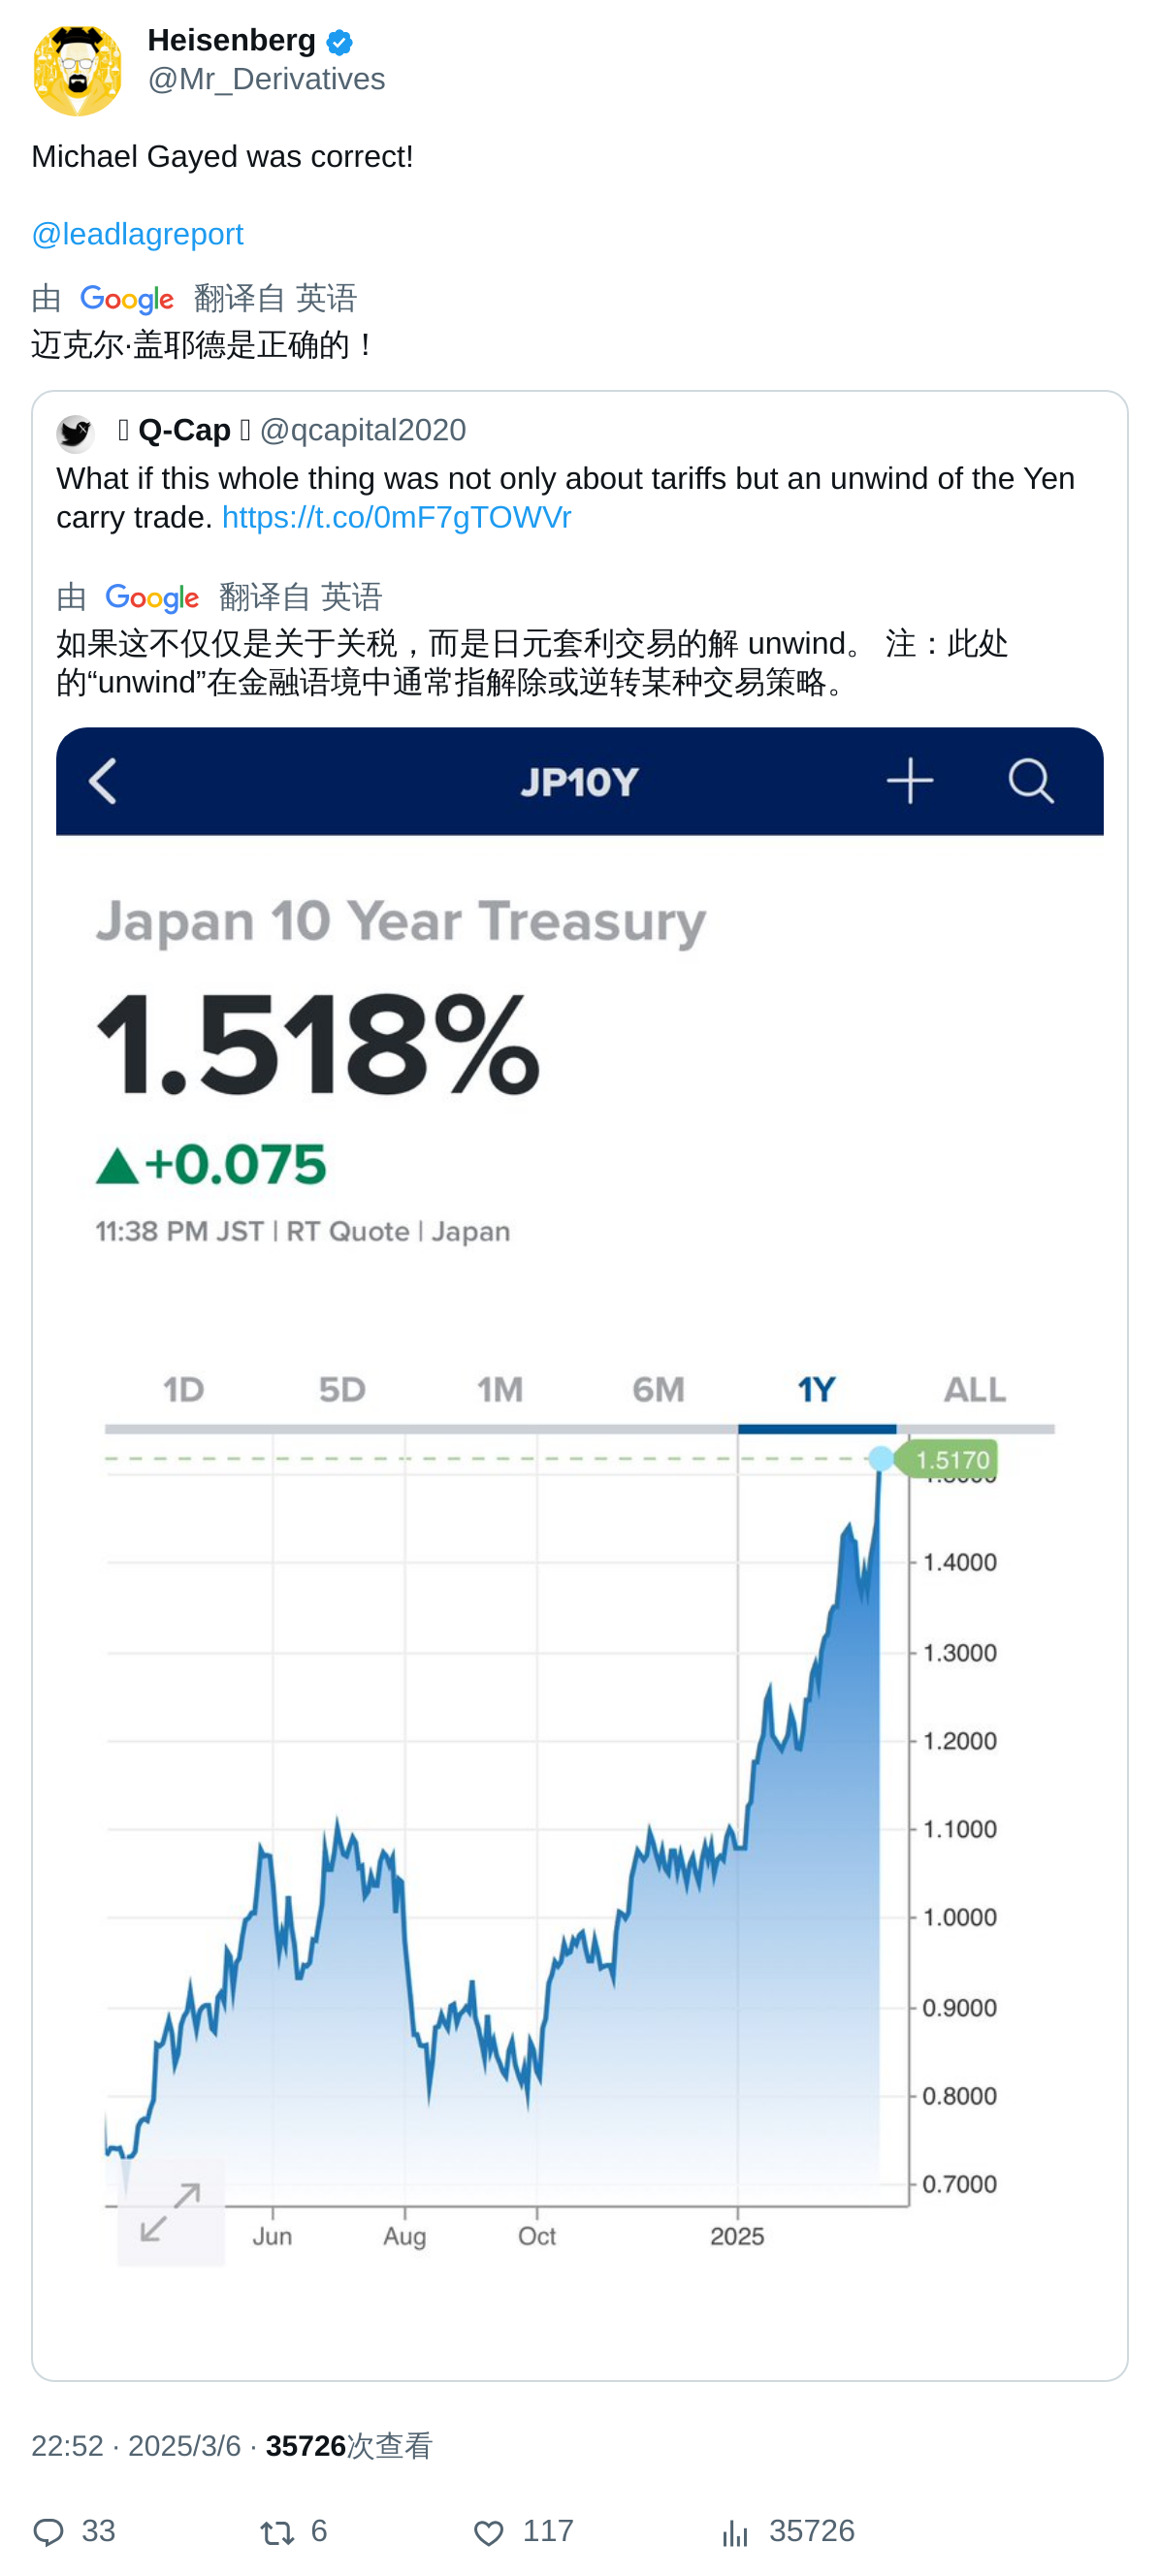 Heisenberg
@Mr_Derivatives
Michael Gayed was correct!
@leadlagreport
由 Google 翻译自 英语
迈克尔·盖耶德是正确的！
Q-Cap @qcapital2020
What if this whole thing was not only about tariffs but an unwind of the Yen
carry trade. https://t.co/0mF7gTOWVr
由 Google 翻译自 英语
如果这不仅仅是关于关税，而是日元套利交易的解 unwind。 注：此处
的“unwind”在金融语境中通常指解除或逆转某种交易策略。
JP10Y
Japan 10 Year Treasury
1.518%
▲+0.075
11:38 PM JST | RT Quote | Japan
1D 5D 1M 6M 1Y ALL
1.5170
1.4000
1.3000
1.2000
1.1000
1.0000
0.9000
0.8000
0.7000
Jun Aug Oct 2025
22:52 · 2025/3/6 · 35726次查看
33 6 117 35726